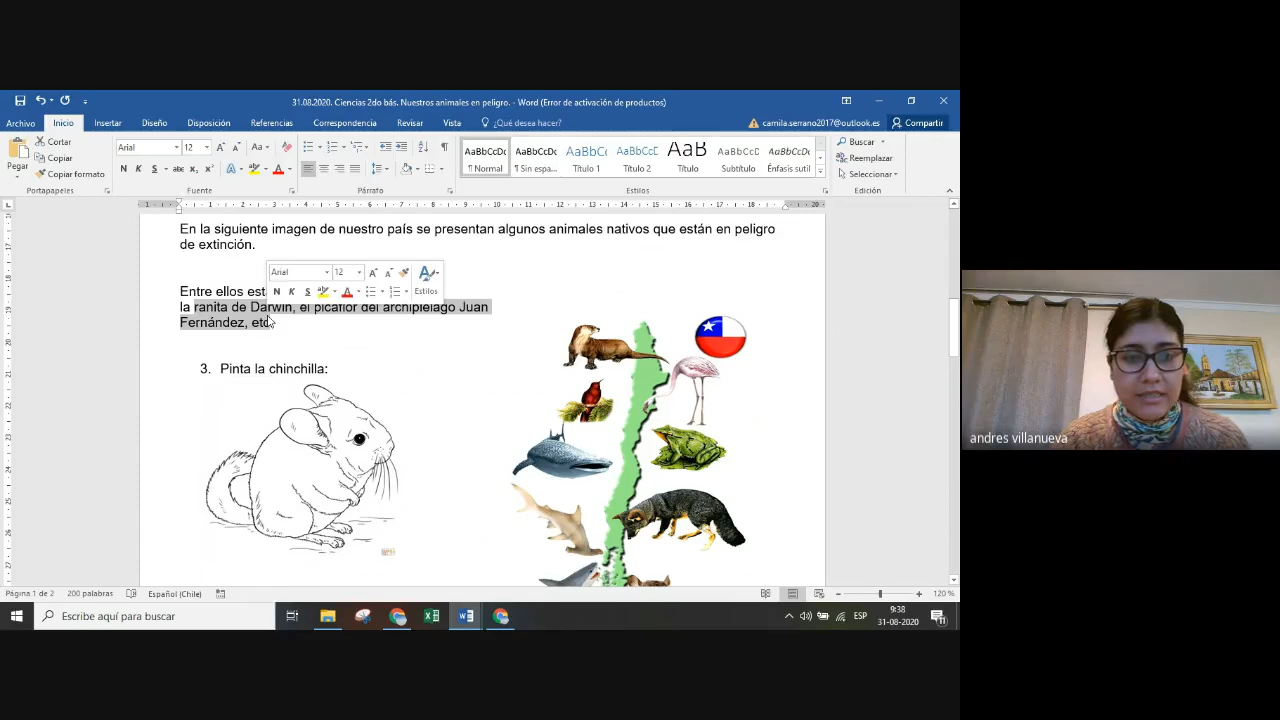 31.08.2020. Ciencias 2do bás. Nuestros animales en peligro. - Word (Error de activación de productos)
Archivo Inicio Insertar Diseño Disposición Referencias Correspondencia Revisar Vista ¿Qué desea hacer? camila.serrano2017@outlook.es Compartir
Pegar
Cortar
Copiar
Copiar formato
Portapapeles
Arial 12
Fuente
Párrafo
AaBbCcDc AaBbCcDc AaBbCc AaBbCc AaB AaBbCcC AaBbCc
¶ Normal ¶ Sin espa... Título 1 Título 2 Título Subtítulo Énfasis sutil
Estilos
Buscar
Reemplazar
Seleccionar
Edición
En la siguiente imagen de nuestro país se presentan algunos animales nativos que están en peligro
de extinción.
Arial 12
N K S Estilos
Entre ellos est
la ranita de Darwin, el picaflor del archipiélago Juan
Fernández, etc
3. Pinta la chinchilla:
andres villanueva
Página 1 de 2 200 palabras Español (Chile) 120 %
Escribe aquí para buscar
ESP
9:38
31-08-2020